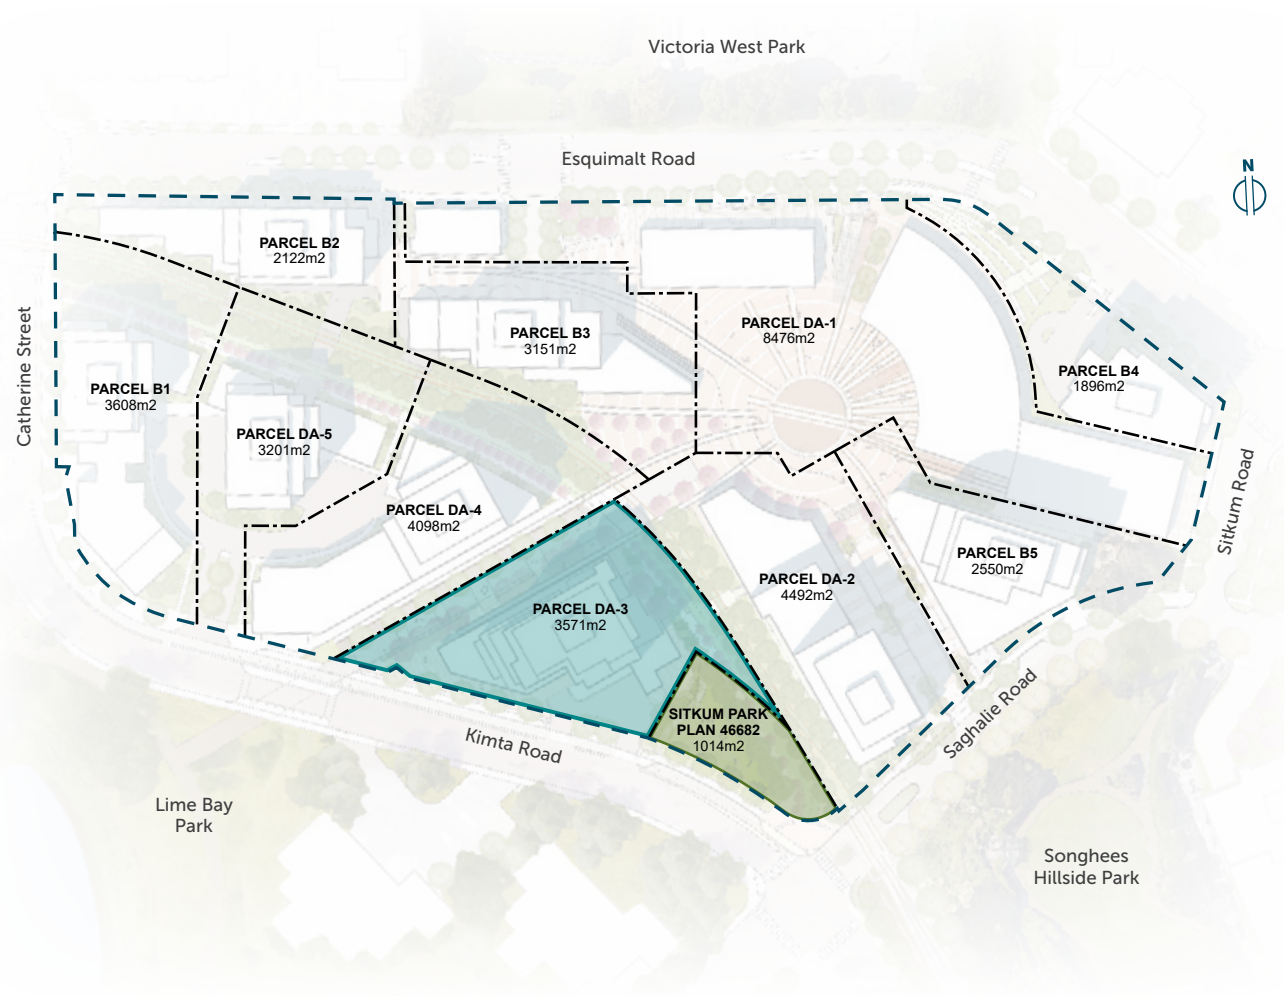 Victoria West Park
Esquimalt Road
N
PARCEL B2
2122m2
PARCEL DA-1
8476m2
PARCEL B3
3151m2
Catherine Street
PARCEL B4
1896m2
PARCEL B1
3608m2
PARCEL DA-5
3201m2
Sitkum Road
PARCEL DA-4
4098m2
PARCEL B5
2550m2
PARCEL DA-2
4492m2
PARCEL DA-3
3571m2
SITKUM PARK
PLAN 46682
1014m2
Saghalie Road
Kimta Road
Lime Bay
Park
Songhees
Hillside Park